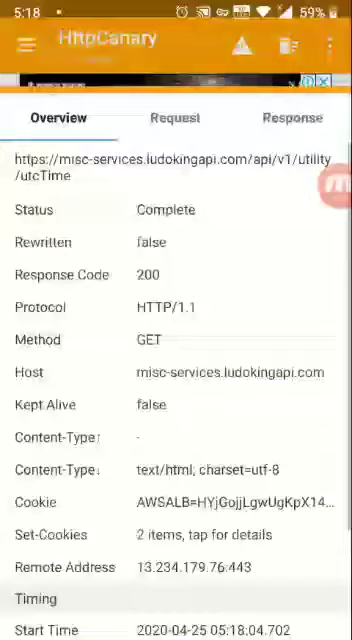 5:18
59%
HttpCanary
Overview Request Response
https://misc-services.ludokingapi.com/api/v1/utility
/utcTime
Status Complete
Rewritten false
Response Code 200
Protocol HTTP/1.1
Method GET
Host misc-services.ludokingapi.com
Kept Alive false
Content-Type↑ -
Content-Type↓ text/html; charset=utf-8
Cookie AWSALB=HYjGojjLgwUgKpX14...
Set-Cookies 2 items, tap for details
Remote Address 13.234.179.76:443
Timing
Start Time 2020-04-25 05:18:04.702